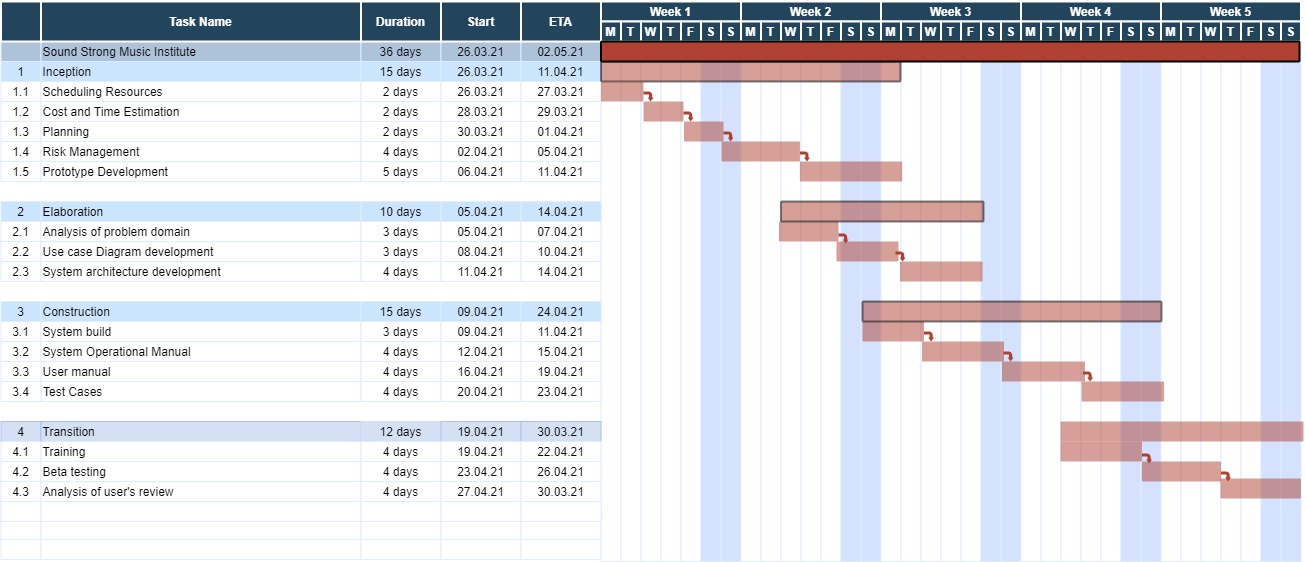 Task Name Duration Start ETA Week 1 Week 2 Week 3 Week 4 Week 5
M T W T F S S M T W T F S S M T W T F S S M T W T F S S M T W T F S S
Sound Strong Music Institute 36 days 26.03.21 02.05.21
1 Inception 15 days 26.03.21 11.04.21
1.1 Scheduling Resources 2 days 26.03.21 27.03.21
1.2 Cost and Time Estimation 2 days 28.03.21 29.03.21
1.3 Planning 2 days 30.03.21 01.04.21
1.4 Risk Management 4 days 02.04.21 05.04.21
1.5 Prototype Development 5 days 06.04.21 11.04.21
2 Elaboration 10 days 05.04.21 14.04.21
2.1 Analysis of problem domain 3 days 05.04.21 07.04.21
2.2 Use case Diagram development 3 days 08.04.21 10.04.21
2.3 System architecture development 4 days 11.04.21 14.04.21
3 Construction 15 days 09.04.21 24.04.21
3.1 System build 3 days 09.04.21 11.04.21
3.2 System Operational Manual 4 days 12.04.21 15.04.21
3.3 User manual 4 days 16.04.21 19.04.21
3.4 Test Cases 4 days 20.04.21 23.04.21
4 Transition 12 days 19.04.21 30.03.21
4.1 Training 4 days 19.04.21 22.04.21
4.2 Beta testing 4 days 23.04.21 26.04.21
4.3 Analysis of user's review 4 days 27.04.21 30.03.21